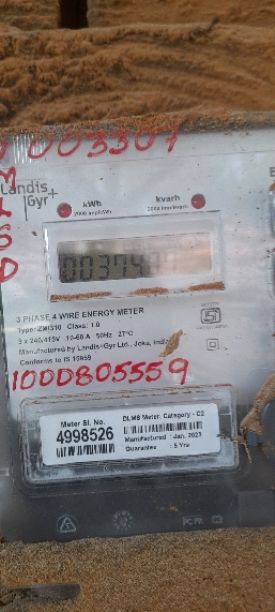 003307
Landis
Gyr+
kWh
kvarh
00374
3 PHASE 4 WIRE ENERGY METER
Type: ZMI310 Class: 1.0
3 x 240/415V 10-60 A 50Hz 27°C
Manufactured by Landis+Gyr Ltd., Joka, India
Conforms to IS 15959
1000805559
Meter Sl. No.
4998526
DLMS Meter, Category - C2
Manufactured : Jan, 2023
Guarantee : 5 Yrs